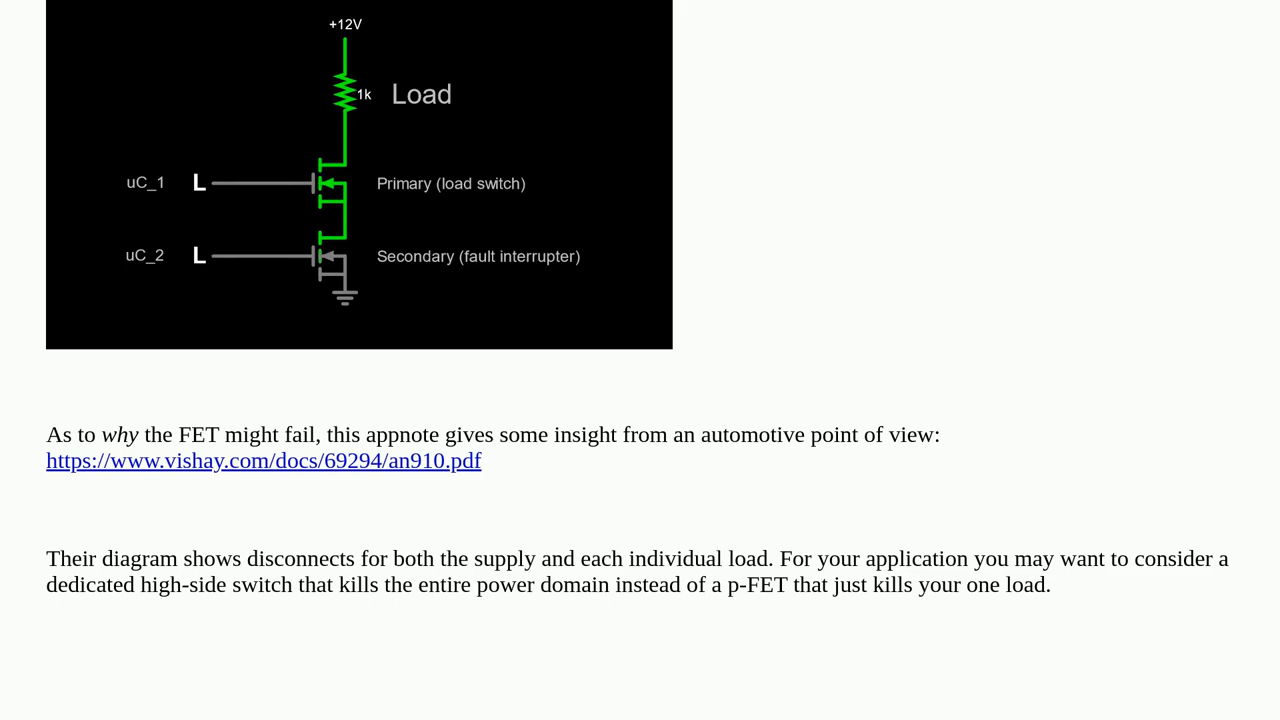 +12V
1k Load
uC_1 L Primary (load switch)
uC_2 L Secondary (fault interrupter)
As to why the FET might fail, this appnote gives some insight from an automotive point of view:
https://www.vishay.com/docs/69294/an910.pdf
Their diagram shows disconnects for both the supply and each individual load. For your application you may want to consider a
dedicated high-side switch that kills the entire power domain instead of a p-FET that just kills your one load.